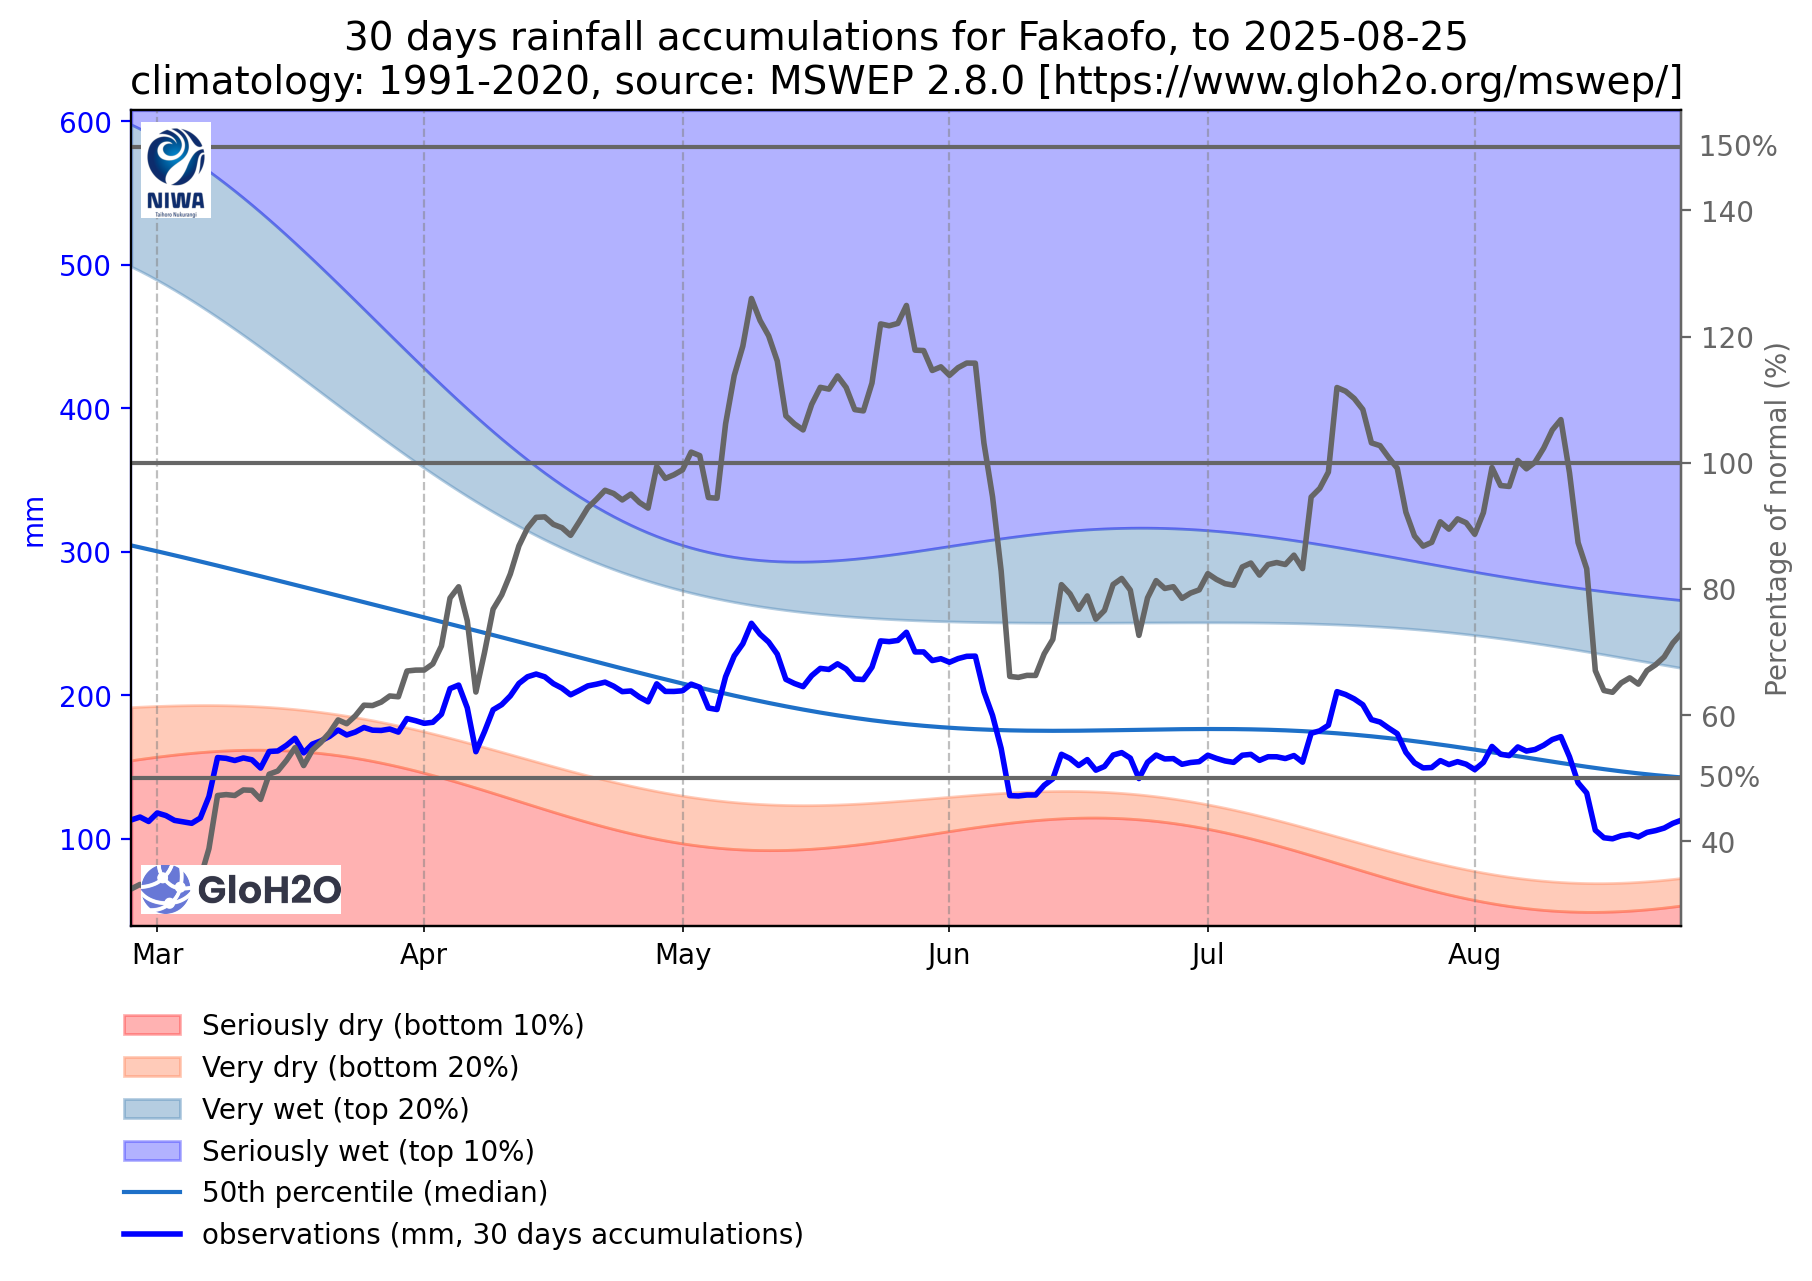 30 days rainfall accumulations for Fakaofo, to 2025-08-25
climatology: 1991-2020, source: MSWEP 2.8.0 [https://www.gloh2o.org/mswep/]
600
500
400
300
200
100
mm
NIWA
Taihoro Nukurangi
GloH2O
150%
140
120
100
80
60
50%
40
Percentage of normal (%)
Mar
Apr
May
Jun
Jul
Aug
Seriously dry (bottom 10%)
Very dry (bottom 20%)
Very wet (top 20%)
Seriously wet (top 10%)
50th percentile (median)
observations (mm, 30 days accumulations)